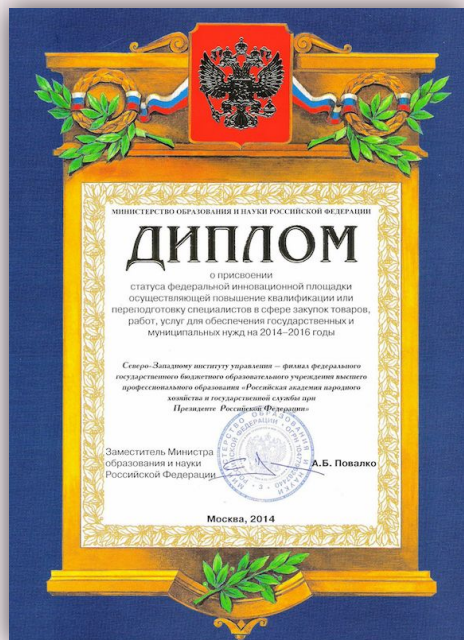 МИНИСТЕРСТВО ОБРАЗОВАНИЯ И НАУКИ РОССИЙСКОЙ ФЕДЕРАЦИИ
ДИПЛОМ
о присвоении
статуса федеральной инновационной площадки
осуществляющей повышение квалификации или
переподготовку специалистов в сфере закупок товаров,
работ, услуг для обеспечения государственных и
муниципальных нужд на 2014–2016 годы
Северо-Западному институту управления – филиал федерального
государственного бюджетного образовательного учреждения высшего
профессионального образования «Российская академия народного
хозяйства и государственной службы при
Президенте Российской Федерации»
Заместитель Министра
образования и науки
Российской Федерации
А.Б. Повалко
Москва, 2014